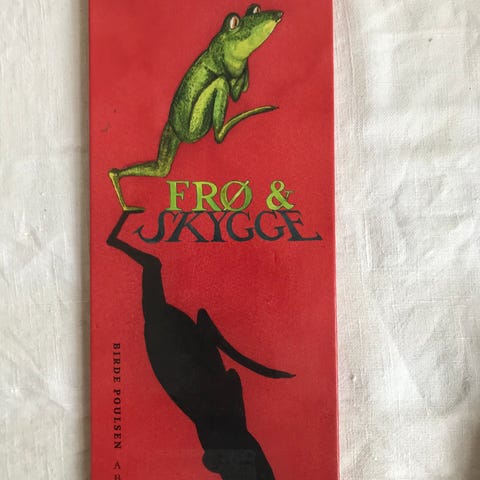 FRØ &
SKYGGE
BIRDE POULSEN